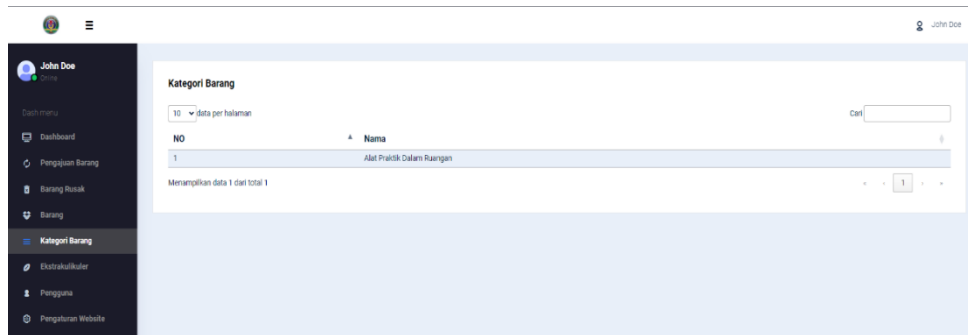 John Doe
John Doe
Online
Dash menu
Dashboard
Pengajuan Barang
Barang Rusak
Barang
Kategori Barang
Ekstrakulikuler
Pengguna
Pengaturan Website
Kategori Barang
10 data per halaman
Cari
NO Nama
1 Alat Praktik Dalam Ruangan
Menampilkan data 1 dari total 1
« ‹ 1 › »